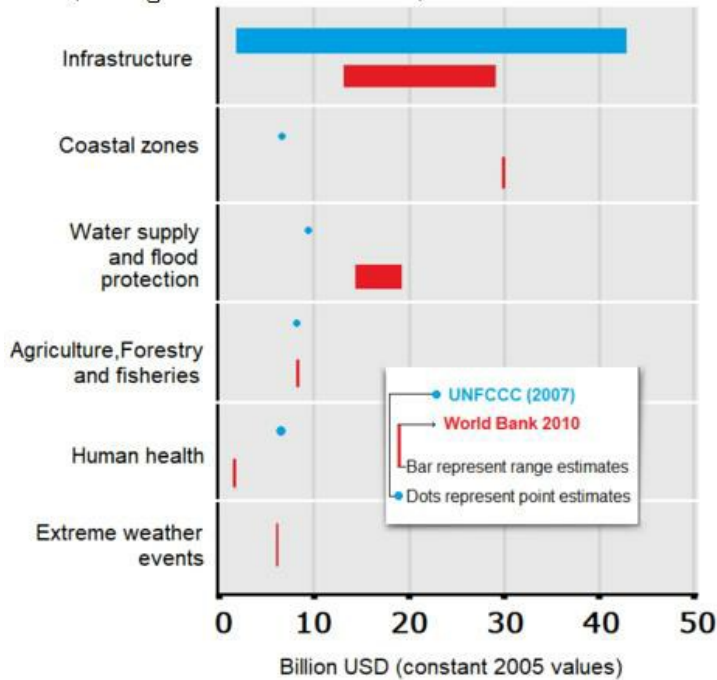 Infrastructure
Coastal zones
Water supply
and flood
protection
Agriculture,Forestry
and fisheries
Human health
Extreme weather
events
UNFCCC (2007)
World Bank 2010
Bar represent range estimates
Dots represent point estimates
0 10 20 30 40 50
Billion USD (constant 2005 values)